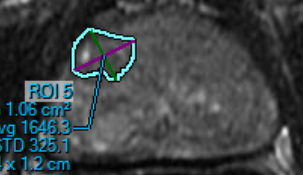 ROI 5
1.06 cm²
vg 1646.3
STD 325.1
x 1.2 cm